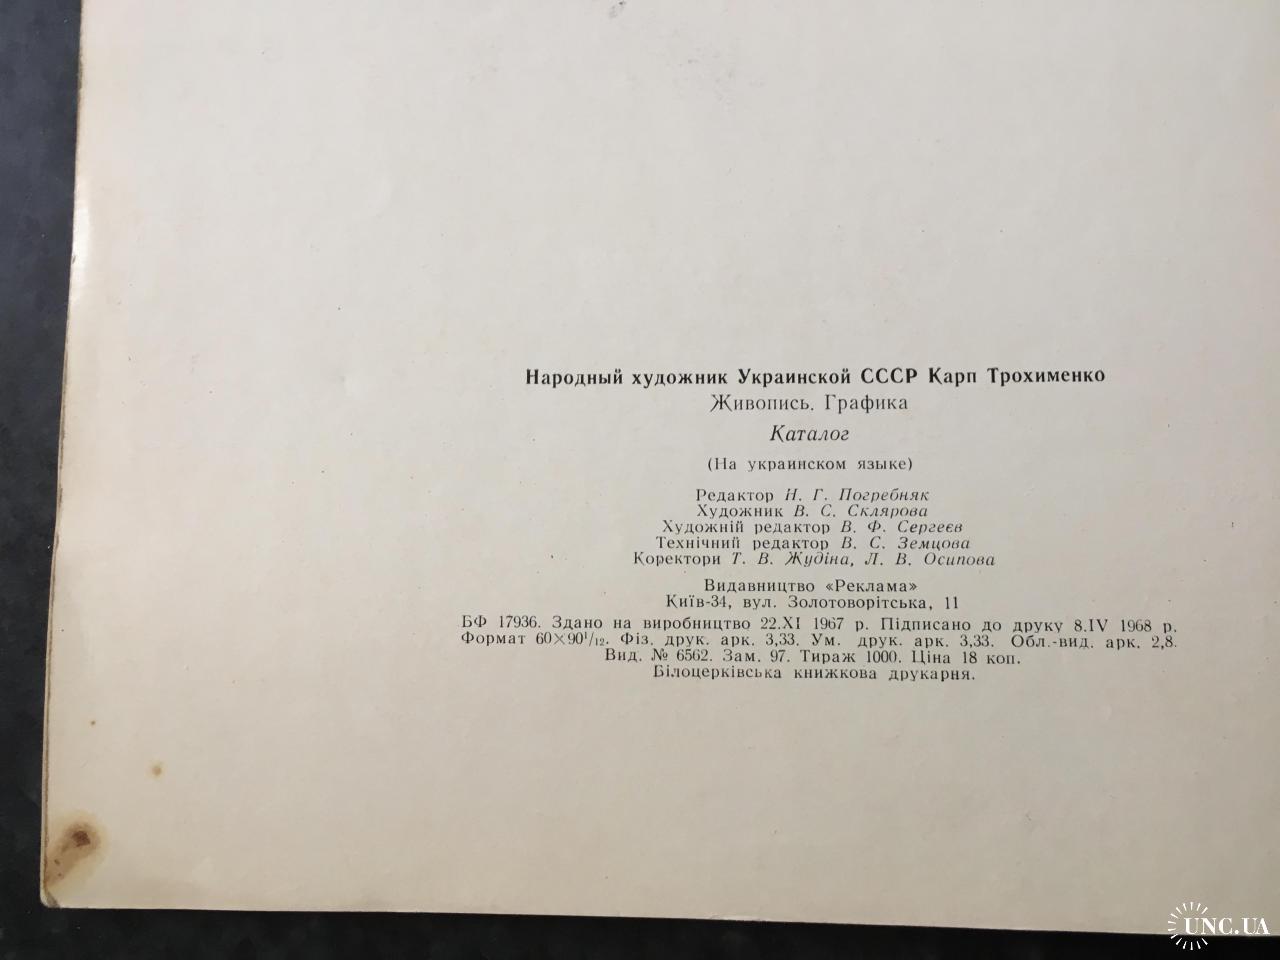 Народный художник Украинской СССР Карп Трохименко
Живопись. Графика
Каталог
(На украинском языке)
Редактор Н. Г. Погребняк
Художник В. С. Склярова
Художній редактор В. Ф. Сергеєв
Технічний редактор В. С. Земцова
Коректори Т. В. Жудіна, Л. В. Осипова
Видавництво «Реклама»
Київ-34, вул. Золотоворітська, 11
БФ 17936. Здано на виробництво 22.XI 1967 р. Підписано до друку 8.IV 1968 р.
Формат 60×90¹/₁₂. Фіз. друк. арк. 3,33. Ум. друк. арк. 3,33. Обл.-вид. арк. 2,8.
Вид. № 6562. Зам. 97. Тираж 1000. Ціна 18 коп.
Білоцерківська книжкова друкарня.
UNC.UA